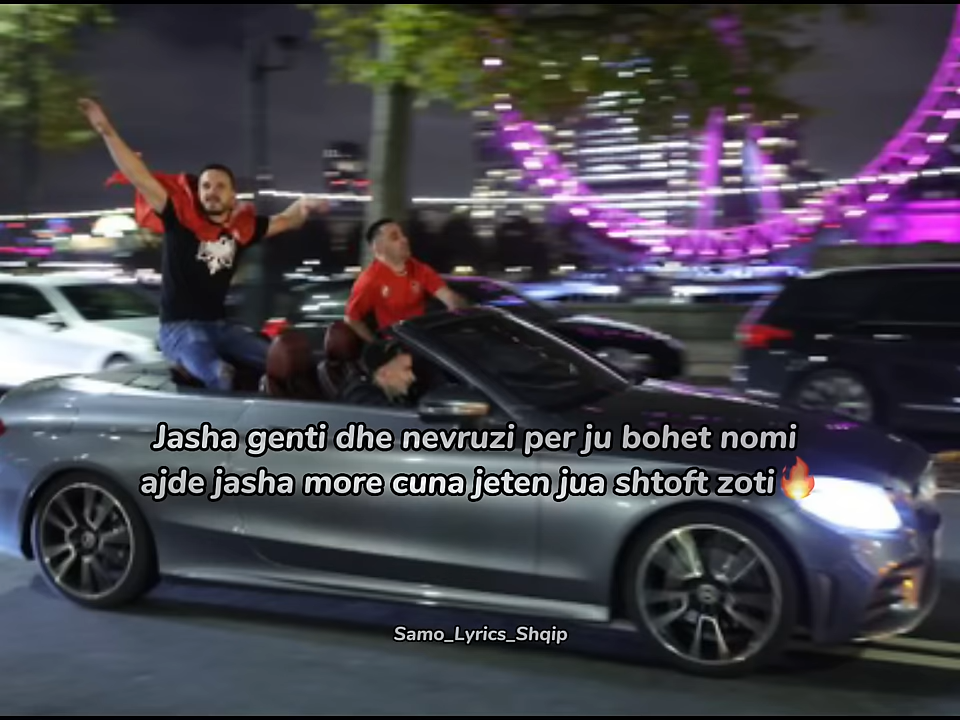 Jasha genti dhe nevruzi per ju bohet nomi
ajde jasha more cuna jeten jua shtoft zoti🔥
Samo_Lyrics_Shqip